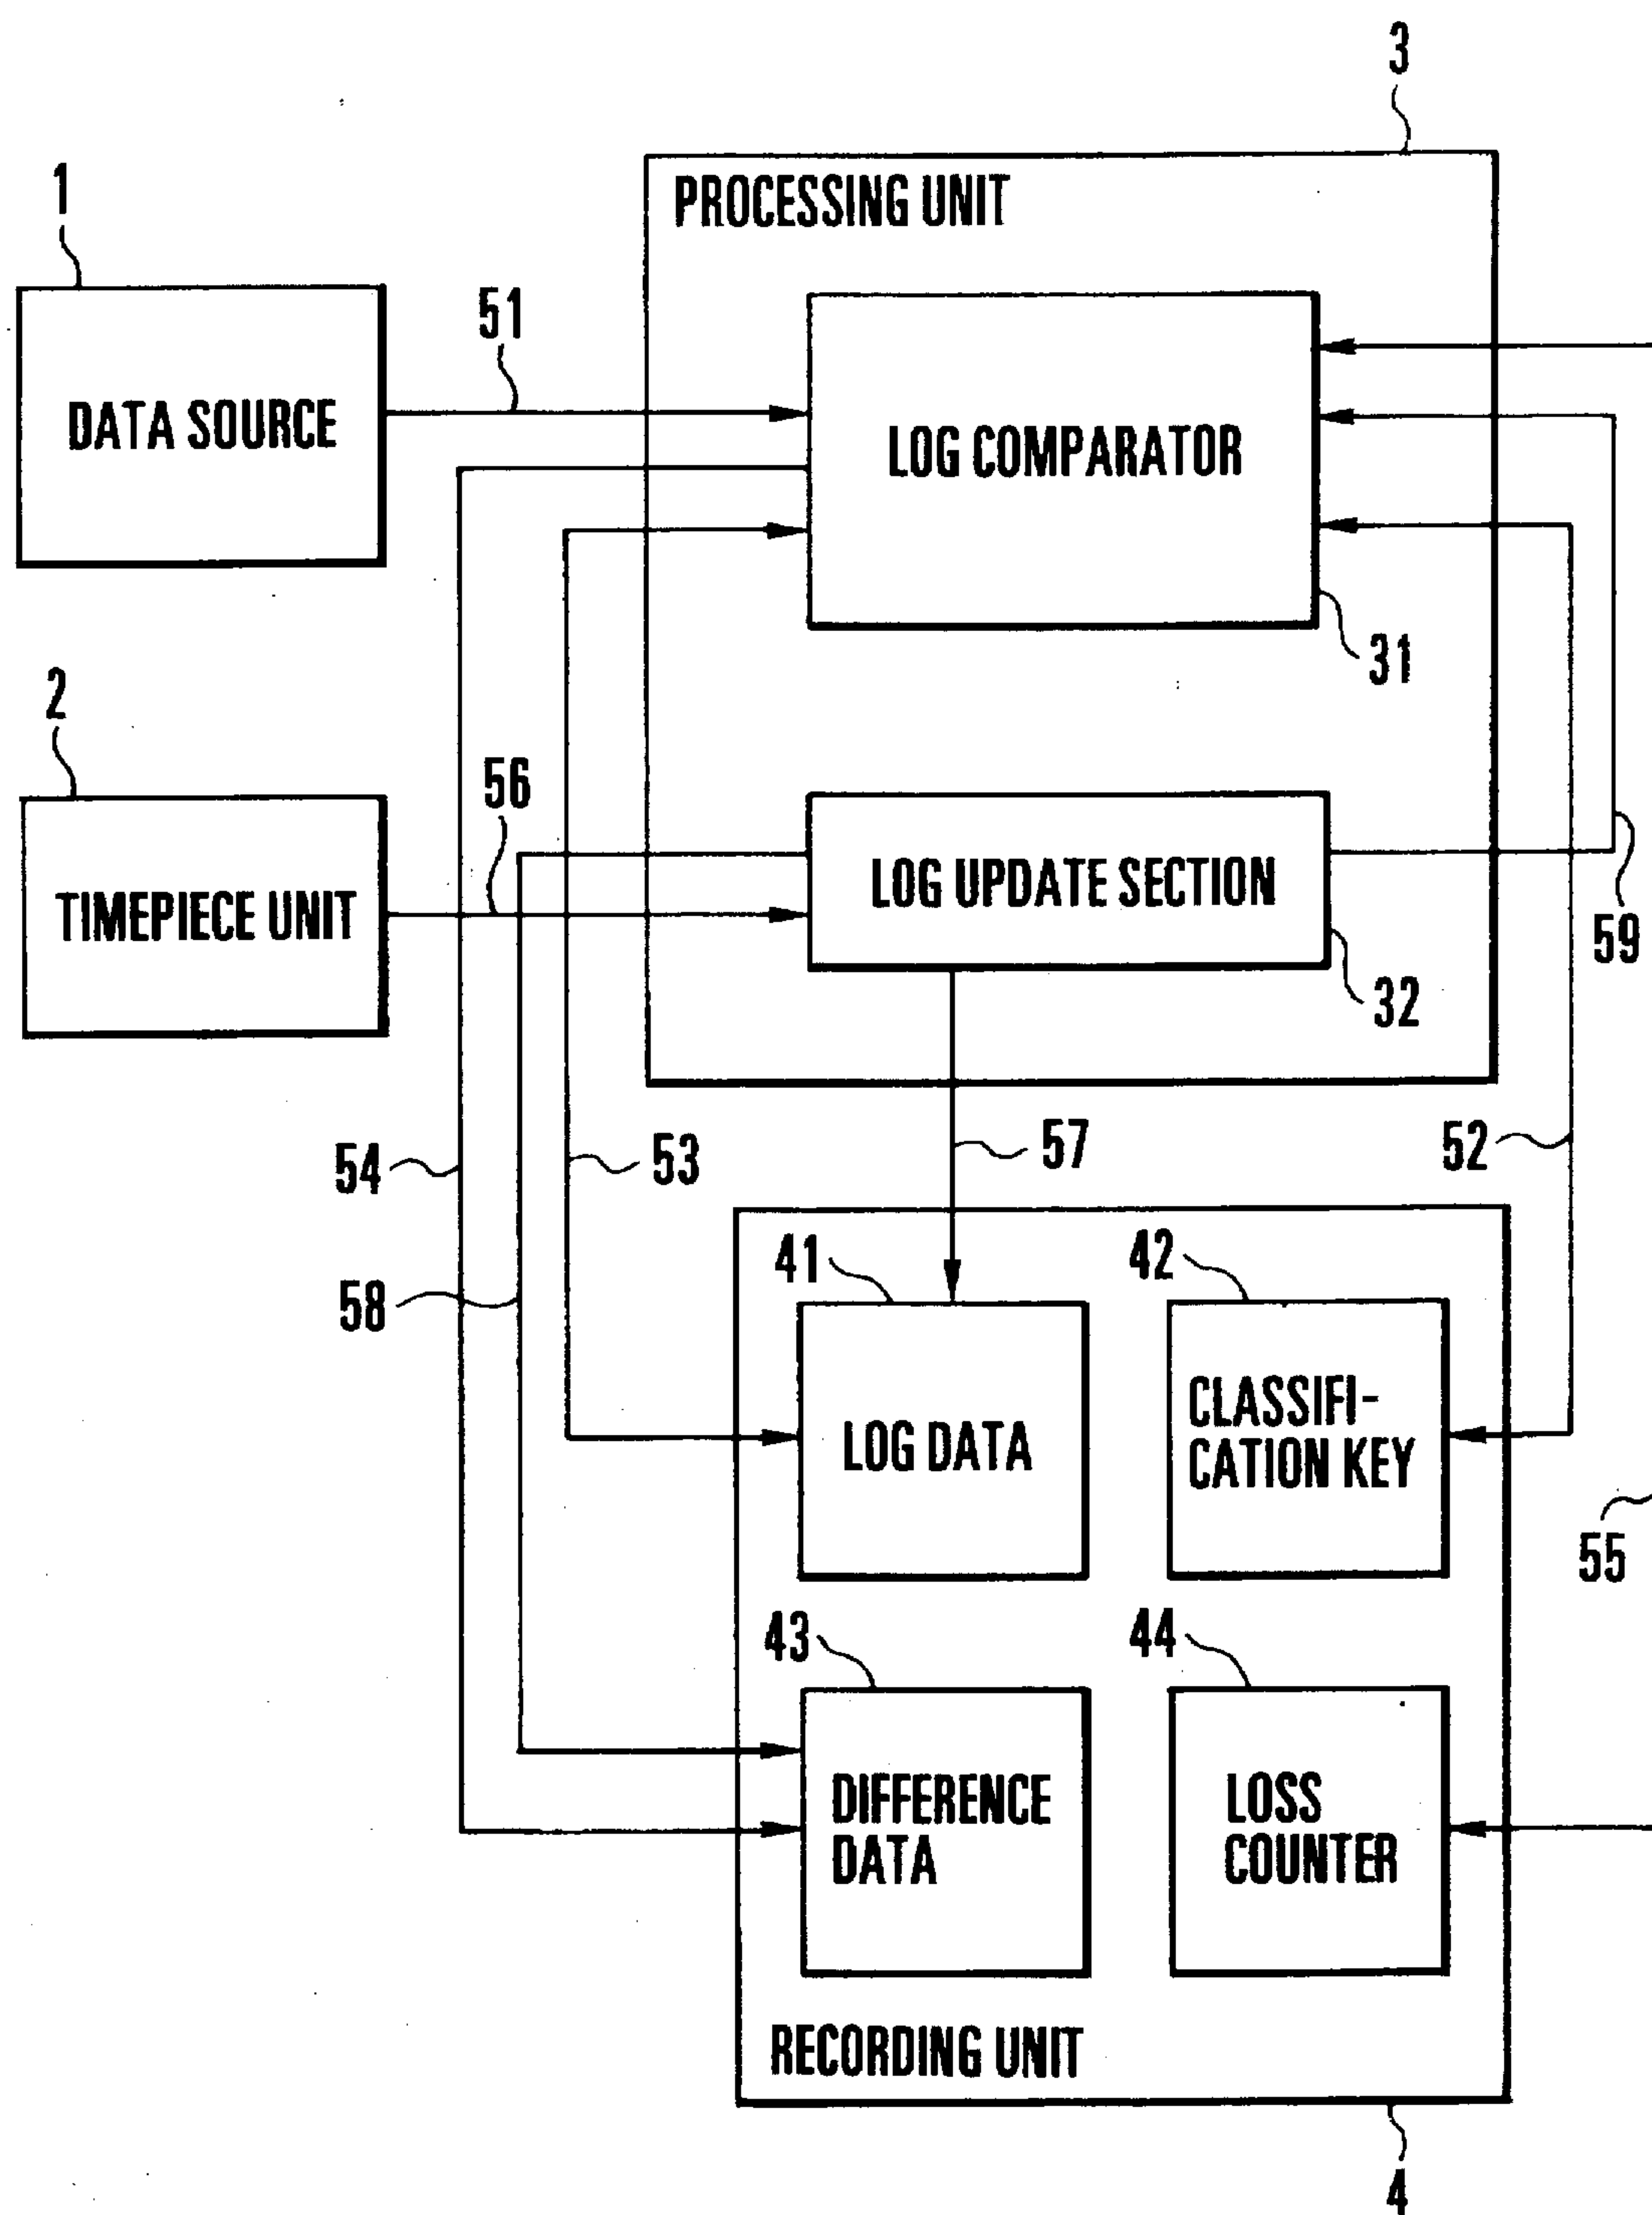 3
1
PROCESSING UNIT
51
DATA SOURCE
LOG COMPARATOR
31
2
56
TIMEPIECE UNIT
LOG UPDATE SECTION
59
32
54
53
57
52
58
41
42
LOG DATA
CLASSIFI-
CATION KEY
55
43
44
DIFFERENCE
DATA
LOSS
COUNTER
RECORDING UNIT
4